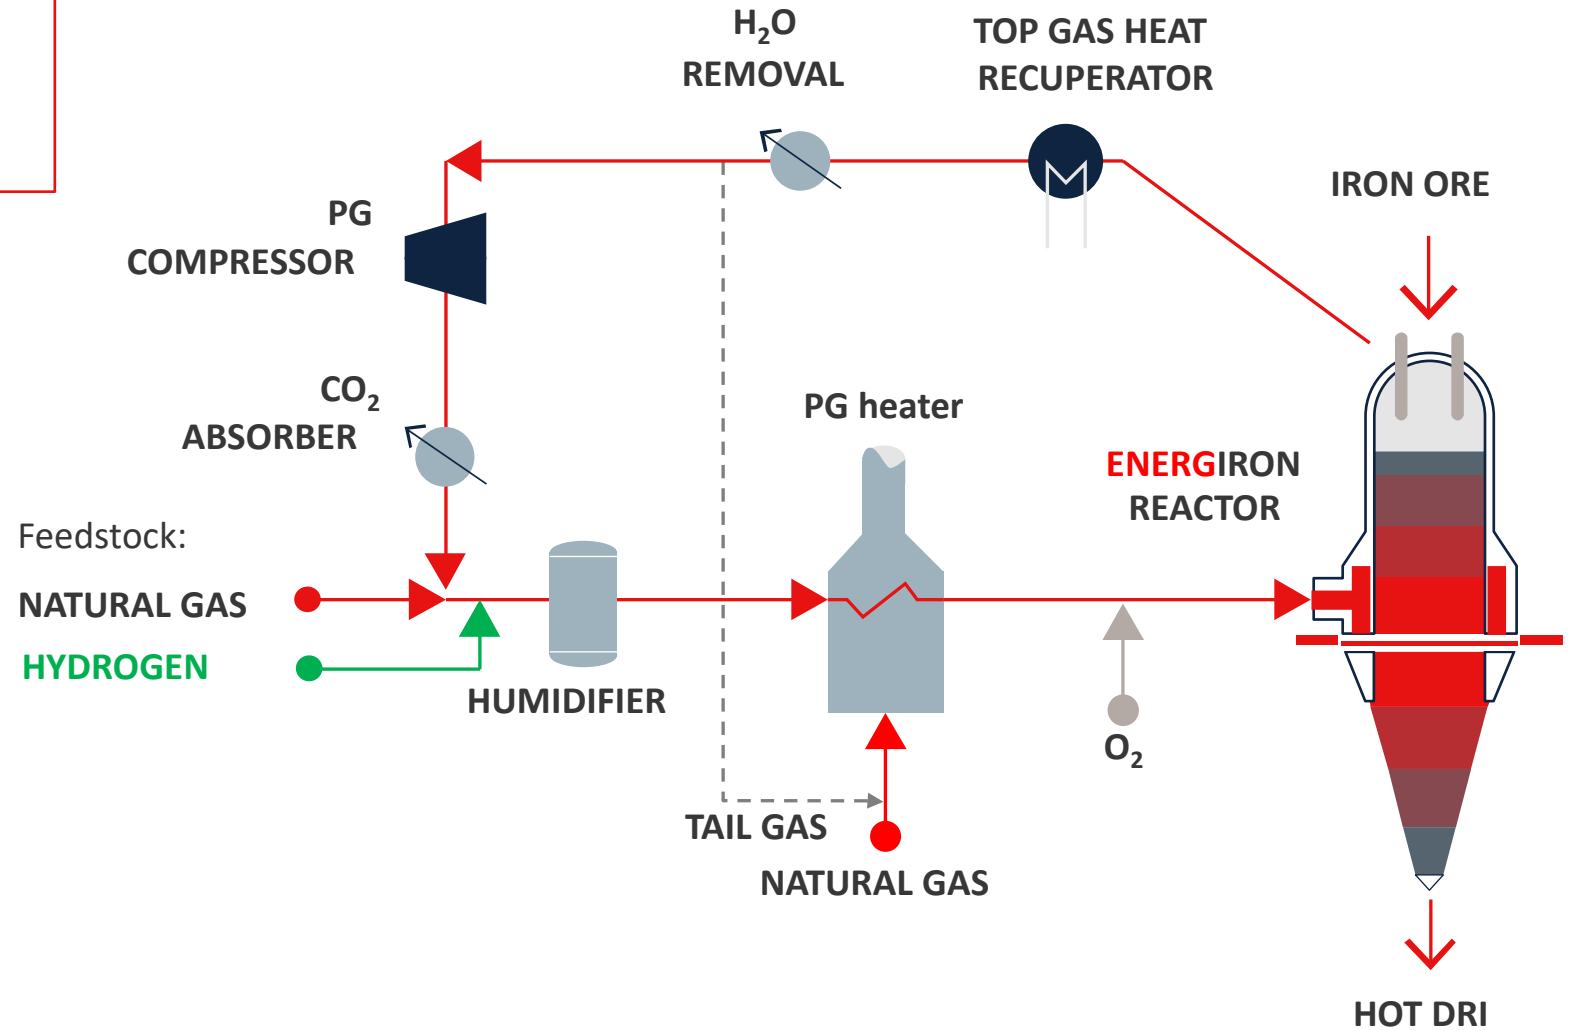 H₂O
REMOVAL
TOP GAS HEAT
RECUPERATOR
IRON ORE
PG
COMPRESSOR
CO₂
ABSORBER
PG heater
ENERGIRON
REACTOR
Feedstock:
NATURAL GAS
HYDROGEN
HUMIDIFIER
O₂
TAIL GAS
NATURAL GAS
HOT DRI